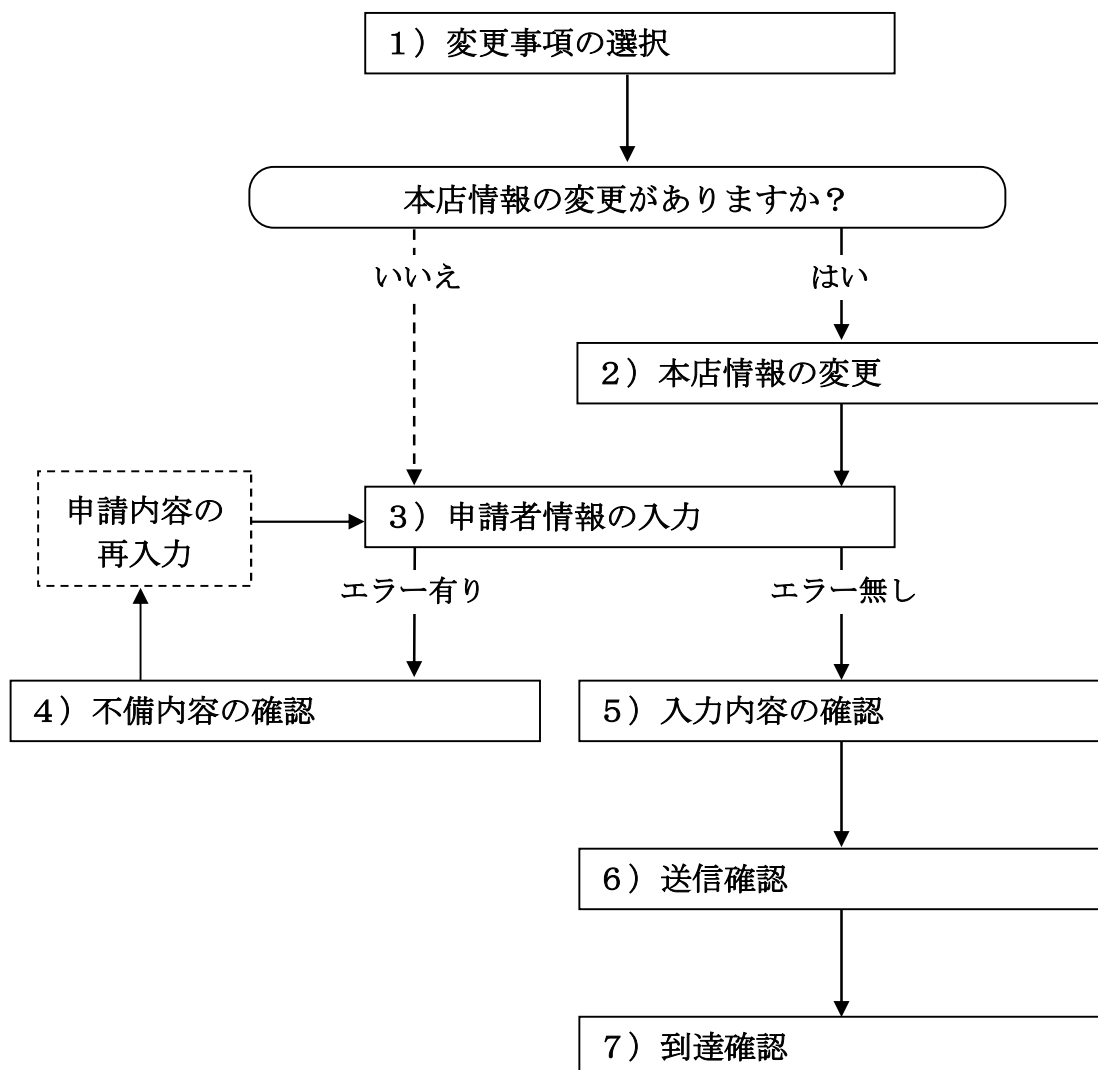 １）変更事項の選択
本店情報の変更がありますか？
いいえ
はい
２）本店情報の変更
申請内容の
再入力
３）申請者情報の入力
エラー有り
エラー無し
４）不備内容の確認
５）入力内容の確認
６）送信確認
７）到達確認